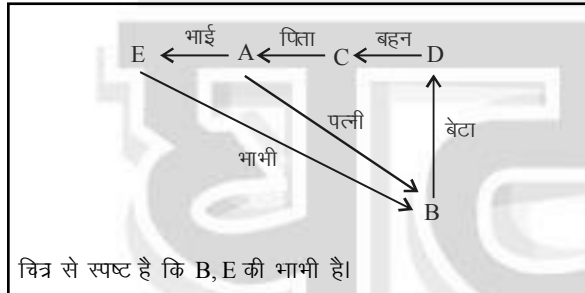 भाई पिता बहन
E A C D
पत्नी बेटा
भाभी
B
चित्र से स्पष्ट है कि B, E की भाभी है।